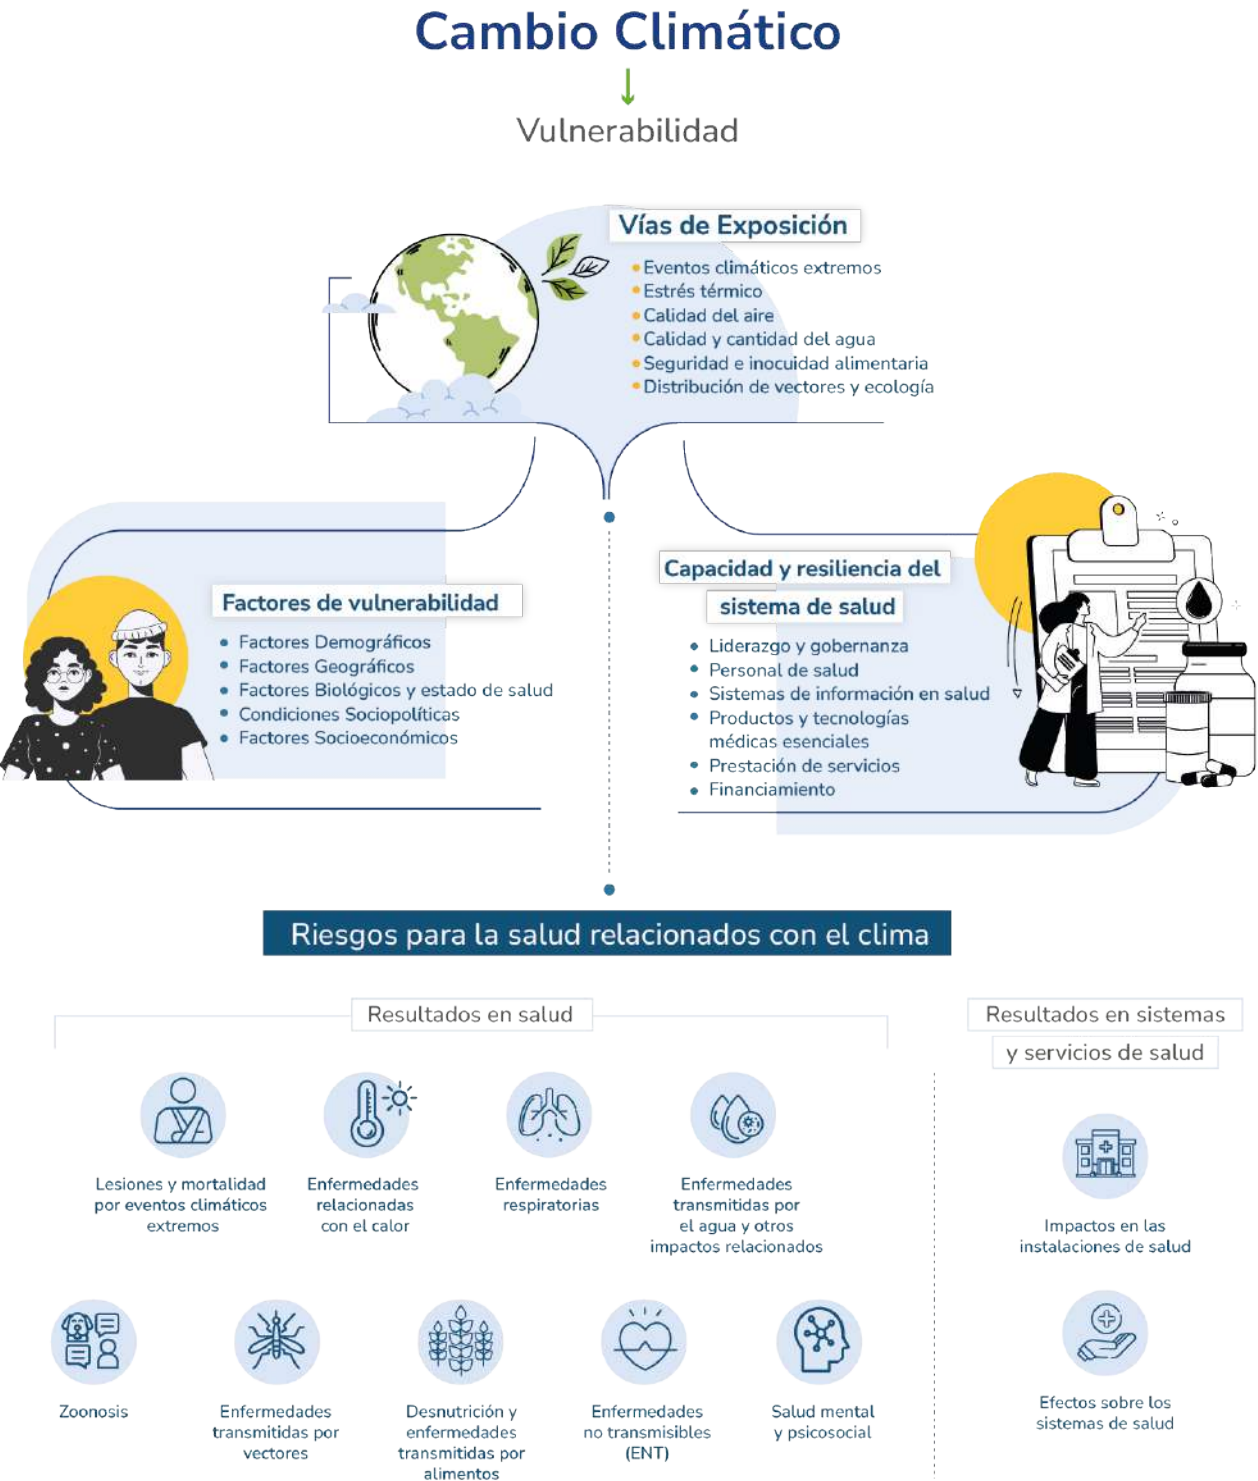 Cambio Climático
Vulnerabilidad
Vías de Exposición
Eventos climáticos extremos
Estrés térmico
Calidad del aire
Calidad y cantidad del agua
Seguridad e inocuidad alimentaria
Distribución de vectores y ecología
Factores de vulnerabilidad
Factores Demográficos
Factores Geográficos
Factores Biológicos y estado de salud
Condiciones Sociopolíticas
Factores Socioeconómicos
Capacidad y resiliencia del
sistema de salud
Liderazgo y gobernanza
Personal de salud
Sistemas de información en salud
Productos y tecnologías
médicas esenciales
Prestación de servicios
Financiamiento
Riesgos para la salud relacionados con el clima
Resultados en salud
Lesiones y mortalidad
por eventos climáticos
extremos
Enfermedades
relacionadas
con el calor
Enfermedades
respiratorias
Enfermedades
transmitidas por
el agua y otros
impactos relacionados
Zoonosis
Enfermedades
transmitidas por
vectores
Desnutrición y
enfermedades
transmitidas por
alimentos
Enfermedades
no transmisibles
(ENT)
Salud mental
y psicosocial
Resultados en sistemas
y servicios de salud
Impactos en las
instalaciones de salud
Efectos sobre los
sistemas de salud